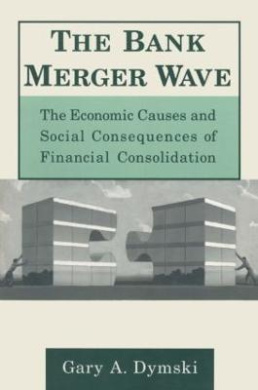 THE BANK
MERGER WAVE
The Economic Causes and
Social Consequences of
Financial Consolidation
Gary A. Dymski